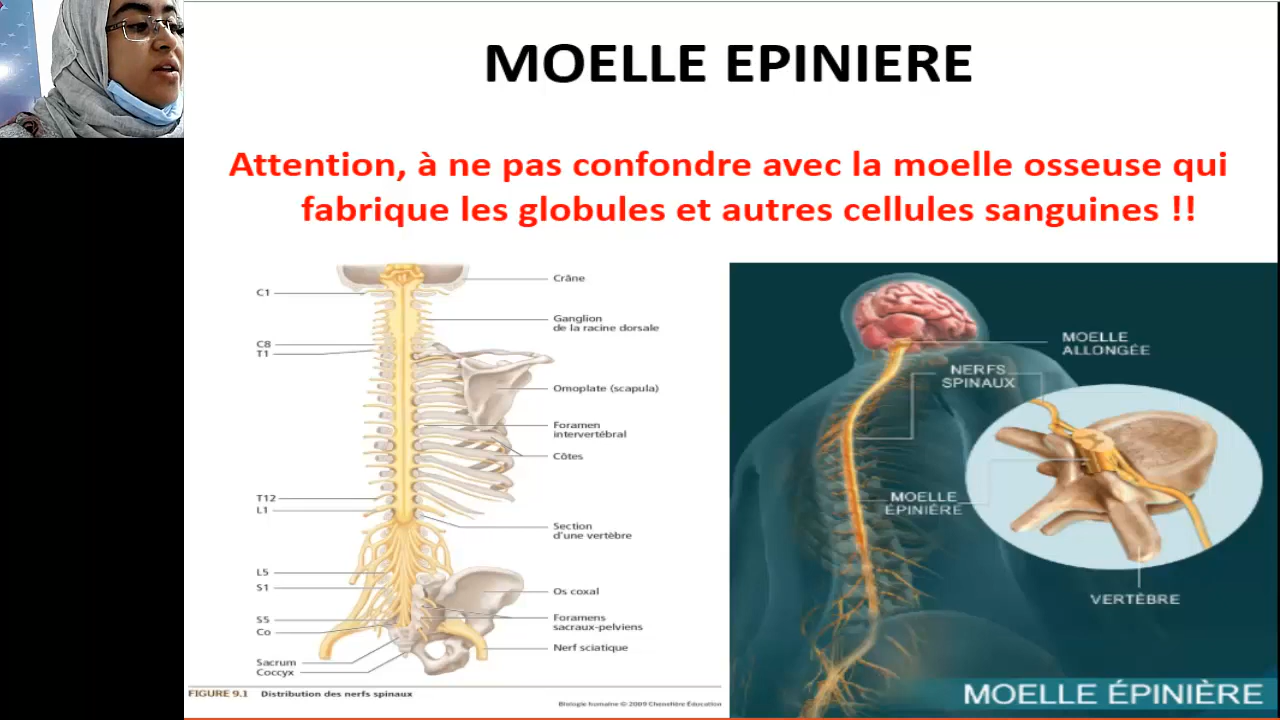 MOELLE EPINIERE
Attention, à ne pas confondre avec la moelle osseuse qui
fabrique les globules et autres cellules sanguines !!
C1
C8
T1
T12
L1
L5
S1
S5
Co
Sacrum
Coccyx
Crâne
Ganglion
de la racine dorsale
Omoplate (scapula)
Foramen
intervertébral
Côtes
Section
d'une vertèbre
Os coxal
Foramens
sacraux-pelviens
Nerf sciatique
FIGURE 9.1 Distribution des nerfs spinaux
Biologie humaine © 2009 Chenelière Éducation
MOELLE
ALLONGÉE
NERFS
SPINAUX
MOELLE
ÉPINIÉRE
VERTÈBRE
MOELLE ÉPINIÈRE